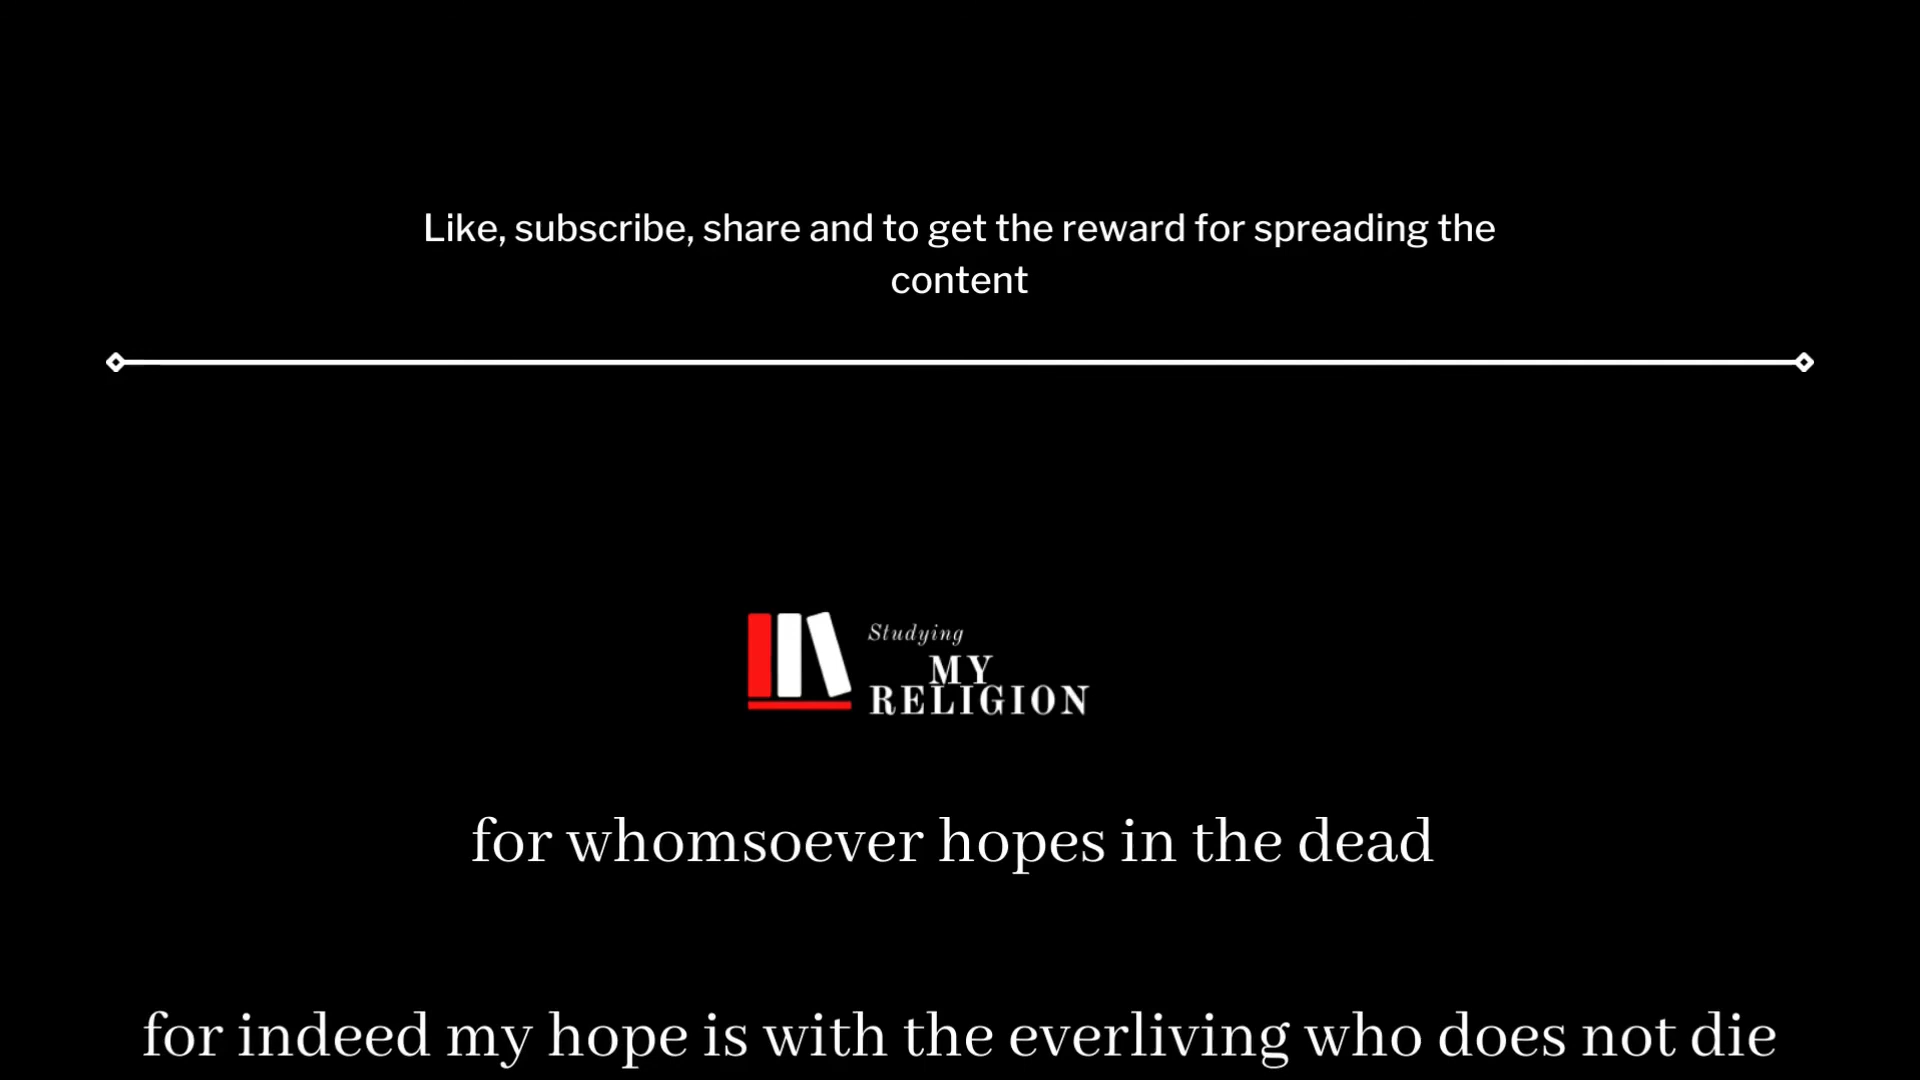 Like, subscribe, share and to get the reward for spreading the
content
Studying
MY
RELIGION
for whomsoever hopes in the dead
for indeed my hope is with the everliving who does not die